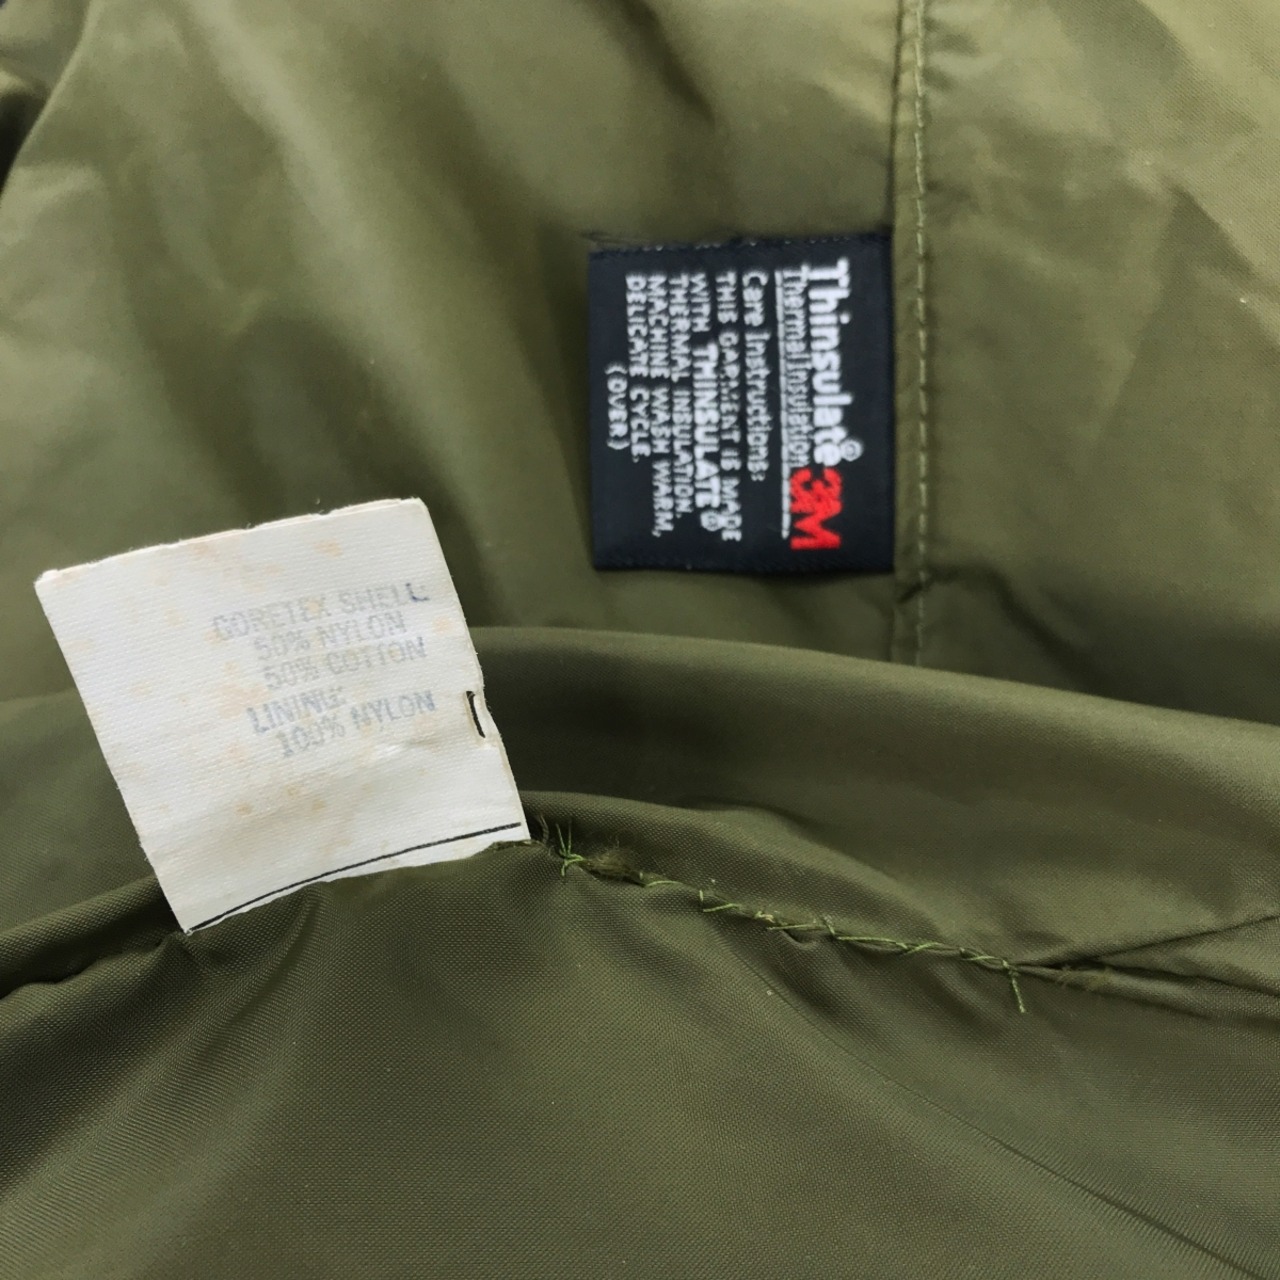 GORETEX SHELL:
50% NYLON
50% COTTON
LINING:
100% NYLON
Thinsulate®
Thermal Insulation 3M
Care Instructions:
THIS GARMENT IS MADE
WITH THINSULATE®
THERMAL INSULATION.
MACHINE WASH WARM,
DELICATE CYCLE.
(OVER)